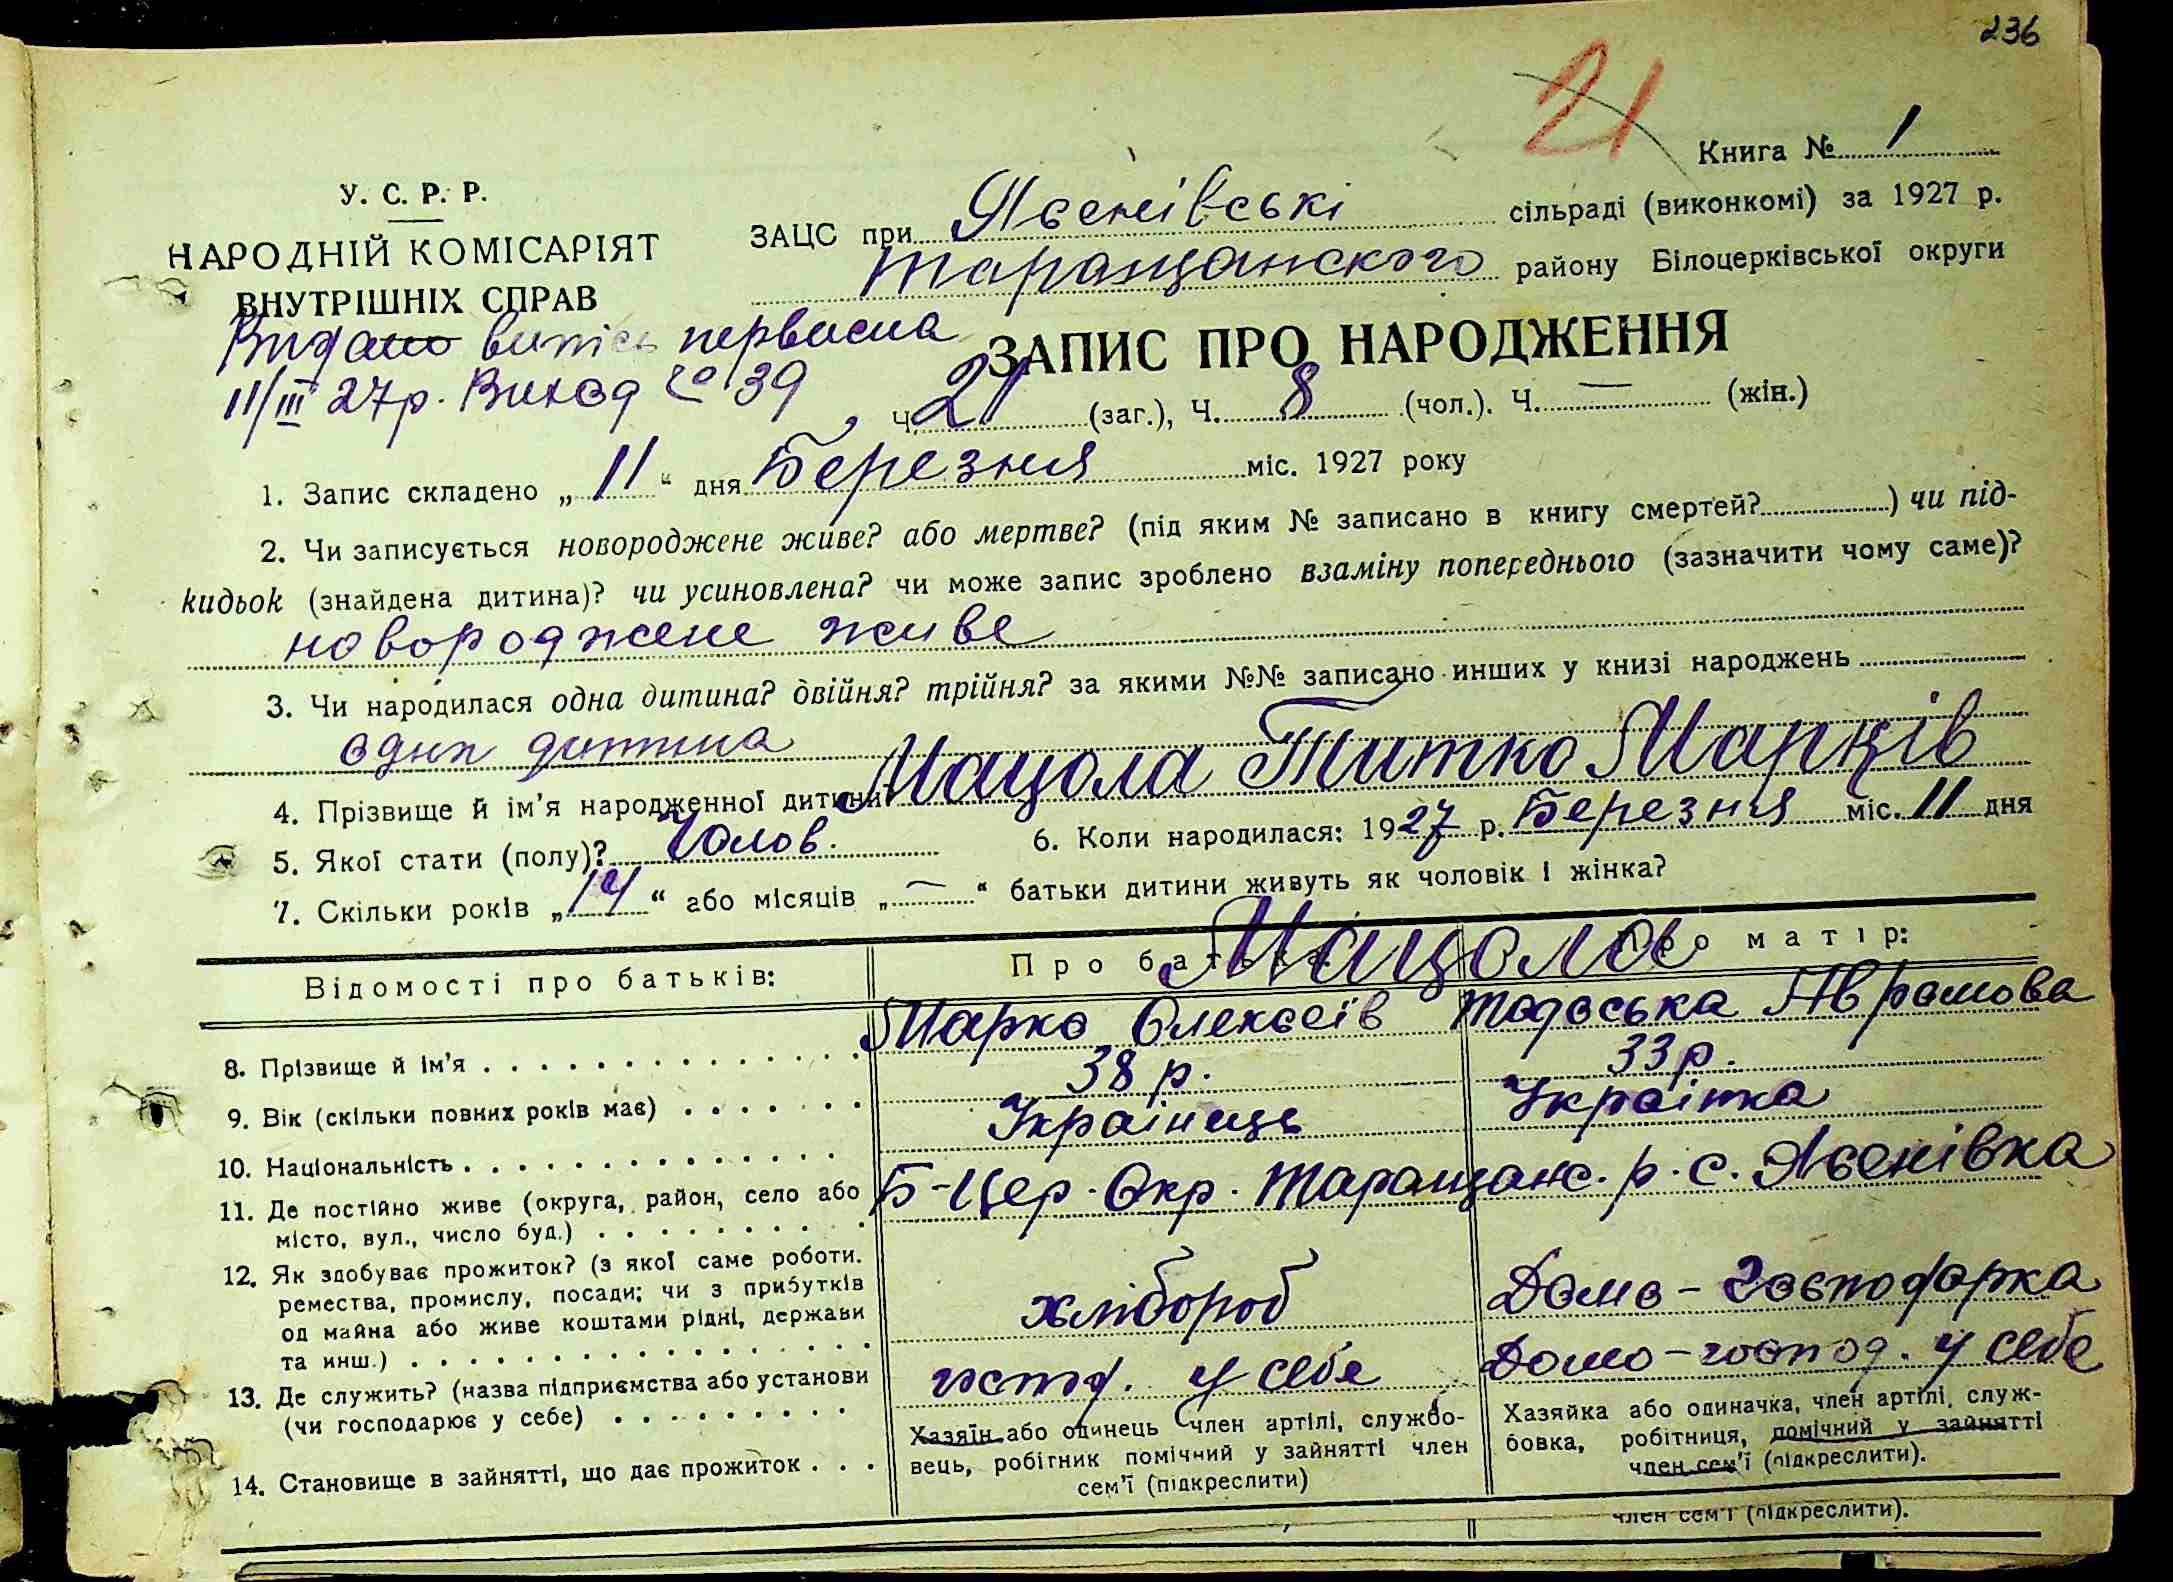 236
21
Книга № 1
У. С. Р. Р.
НАРОДНІЙ КОМІСАРІЯТ
ВНУТРІШНІХ СПРАВ
ЗАЦС при Ясенівські сільраді (виконкомі) за 1927 р.
Таращанського району Білоцерківської округи
Видано випісь первисна
11/III 27р. Виход № 39
ЗАПИС ПРО НАРОДЖЕННЯ
Ч. 21 (заг.), Ч. 8 (чол.). Ч. — (жін.)
1. Запис складено „11“ дня Березня міс. 1927 року
2. Чи записується новороджене живе? або мертве? (під яким № записано в книгу смертей?) чи під-
кидьок (знайдена дитина)? чи усиновлена? чи може запис зроблено взаміну попереднього (зазначити чому саме)?
новороджене живе
3. Чи народилася одна дитина? двійня? трійня? за якими №№ записано инших у книзі народжень
одна дитина
4. Прізвище й ім’я народженної дитини Мацола Титко Марків
5. Якої стати (полу)? Чолов. 6. Коли народилася: 1927 р. Березня міс. 11 дня
7. Скільки років „14“ або місяців „—“ батьки дитини живуть як чоловік і жінка?
Відомості про батьків: Про батька: Про матір:
Мацоло
8. Прізвище й ім’я Марко Олексеїв Тодоська Аврамова
9. Вік (скільки повних років має) 38 р. 33 р.
10. Національність Українець Українка
11. Де постійно живе (округа, район, село або
місто, вул., число буд.) Б-Цер. Окр. Таращанс. р. с. Ясенівка
12. Як здобуває прожиток? (з якої саме роботи.
ремества, промислу, посади; чи з прибутків
од майна або живе коштами рідні, держави
та инш.) хлібороб Домо-Господарка
13. Де служить? (назва підприємства або установи
(чи господарює у себе) госпд. у себе Домо-господ. у себе
14. Становище в зайнятті, що дає прожиток
Хазяїн або одинець член артілі, службо-
вець, робігник помічний у зайнятті член
сем’ї (підкреслити)
Хазяйка або одиначка, член артілі, служ-
бовка, робітниця, помічний у зайнятті
член сем’ї (підкреслити).
член сем’ї (підкреслити).